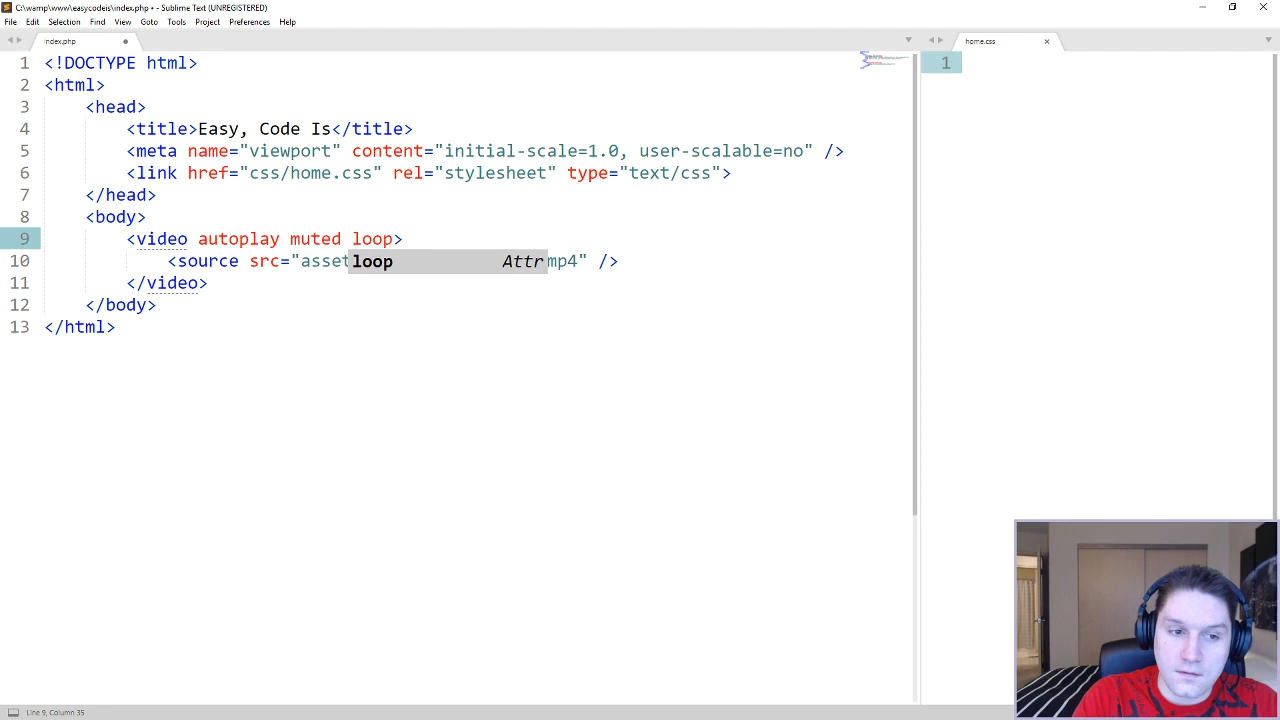 C:\wamp\www\easycodeis\index.php • - Sublime Text (UNREGISTERED)
File Edit Selection Find View Goto Tools Project Preferences Help
index.php
home.css
1 <!DOCTYPE html>
2 <html>
3 <head>
4 <title>Easy, Code Is</title>
5 <meta name="viewport" content="initial-scale=1.0, user-scalable=no" />
6 <link href="css/home.css" rel="stylesheet" type="text/css">
7 </head>
8 <body>
9 <video autoplay muted loop>
10 <source src="asset mp4" />
loop Attr
11 </video>
12 </body>
13 </html>
1
Line 9, Column 35